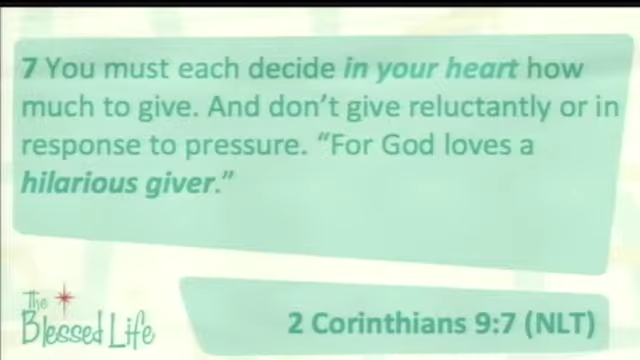 7 You must each decide in your heart how
much to give. And don't give reluctantly or in
response to pressure. “For God loves a
hilarious giver.”
The
Blessed Life
2 Corinthians 9:7 (NLT)